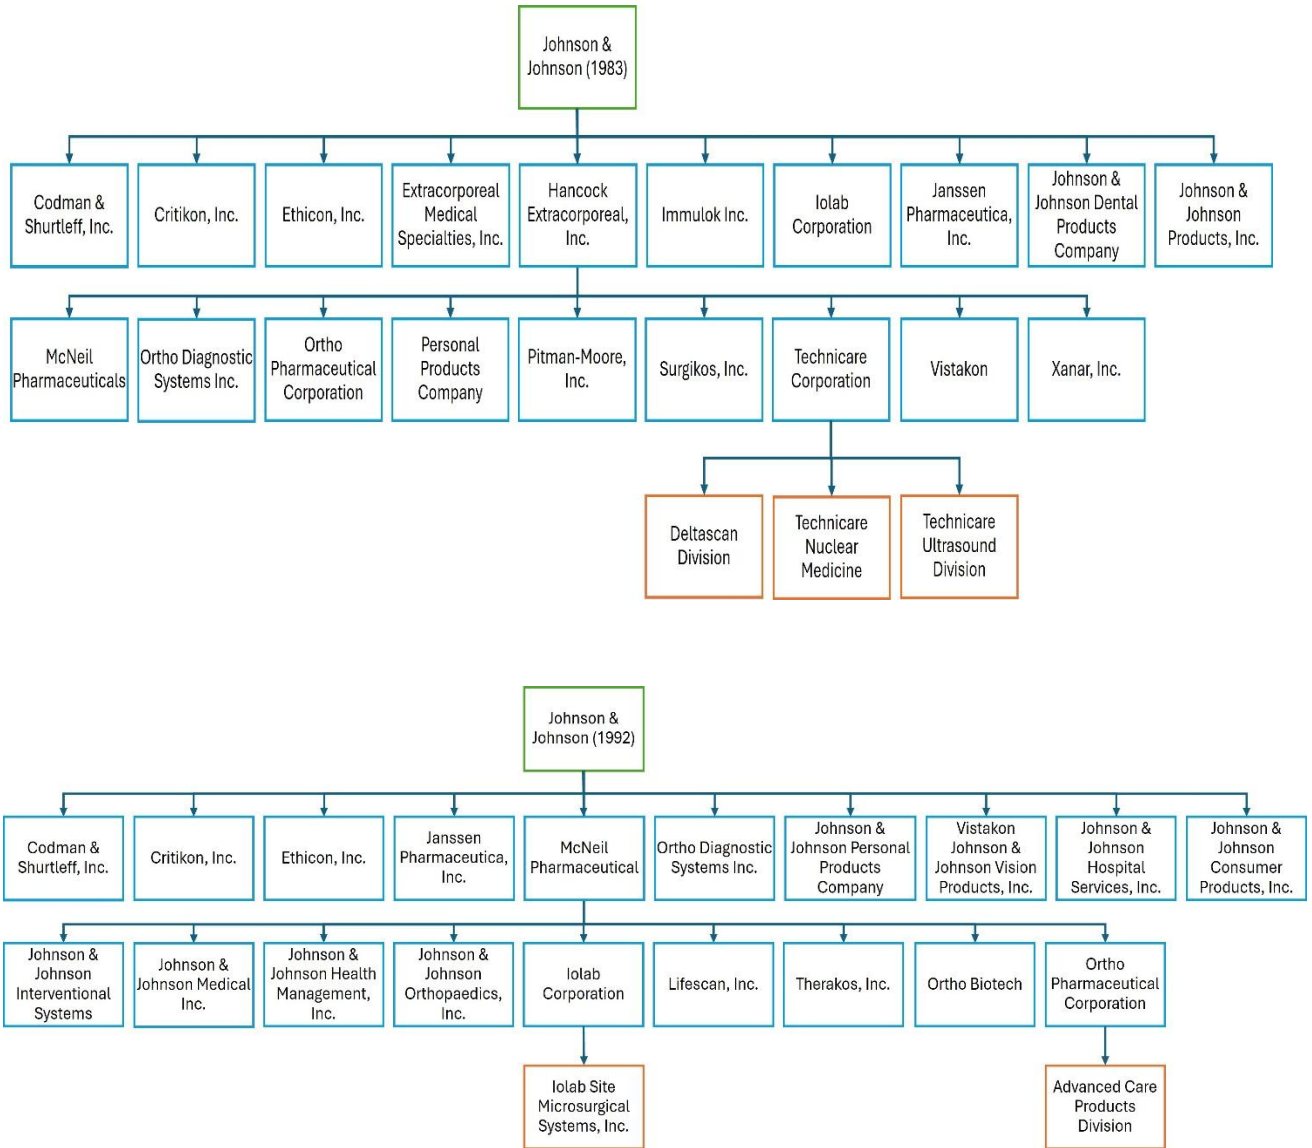 Johnson &
Johnson (1983)
Codman &
Shurtleff, Inc.
Critikon, Inc.
Ethicon, Inc.
Extracorporeal
Medical
Specialties, Inc.
Hancock
Extracorporeal,
Inc.
Immulok Inc.
Iolab
Corporation
Janssen
Pharmaceutica,
Inc.
Johnson &
Johnson Dental
Products
Company
Johnson &
Johnson
Products, Inc.
McNeil
Pharmaceuticals
Ortho Diagnostic
Systems Inc.
Ortho
Pharmaceutical
Corporation
Personal
Products
Company
Pitman-Moore,
Inc.
Surgikos, Inc.
Technicare
Corporation
Vistakon
Xanar, Inc.
Deltascan
Division
Technicare
Nuclear
Medicine
Technicare
Ultrasound
Division
Johnson &
Johnson (1992)
Codman &
Shurtleff, Inc.
Critikon, Inc.
Ethicon, Inc.
Janssen
Pharmaceutica,
Inc.
McNeil
Pharmaceutical
Ortho Diagnostic
Systems Inc.
Johnson &
Johnson Personal
Products
Company
Vistakon
Johnson &
Johnson Vision
Products, Inc.
Johnson &
Johnson
Hospital
Services, Inc.
Johnson &
Johnson
Consumer
Products, Inc.
Johnson &
Johnson
Interventional
Systems
Johnson &
Johnson Medical
Inc.
Johnson &
Johnson Health
Management,
Inc.
Johnson &
Johnson
Orthopaedics,
Inc.
Iolab
Corporation
Lifescan, Inc.
Therakos, Inc.
Ortho Biotech
Ortho
Pharmaceutical
Corporation
Iolab Site
Microsurgical
Systems, Inc.
Advanced Care
Products
Division